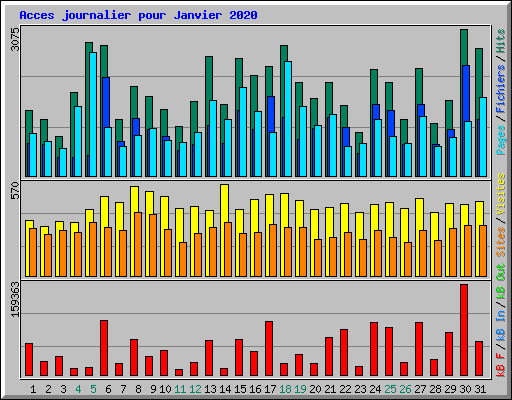 Acces journalier pour Janvier 2020
3075
Pages / Fichiers / Hits
570
Sites / Visites
159363
kB F / kB In / kB Out
1 2 3 4 5 6 7 8 9 10 11 12 13 14 15 16 17 18 19 20 21 22 23 24 25 26 27 28 29 30 31